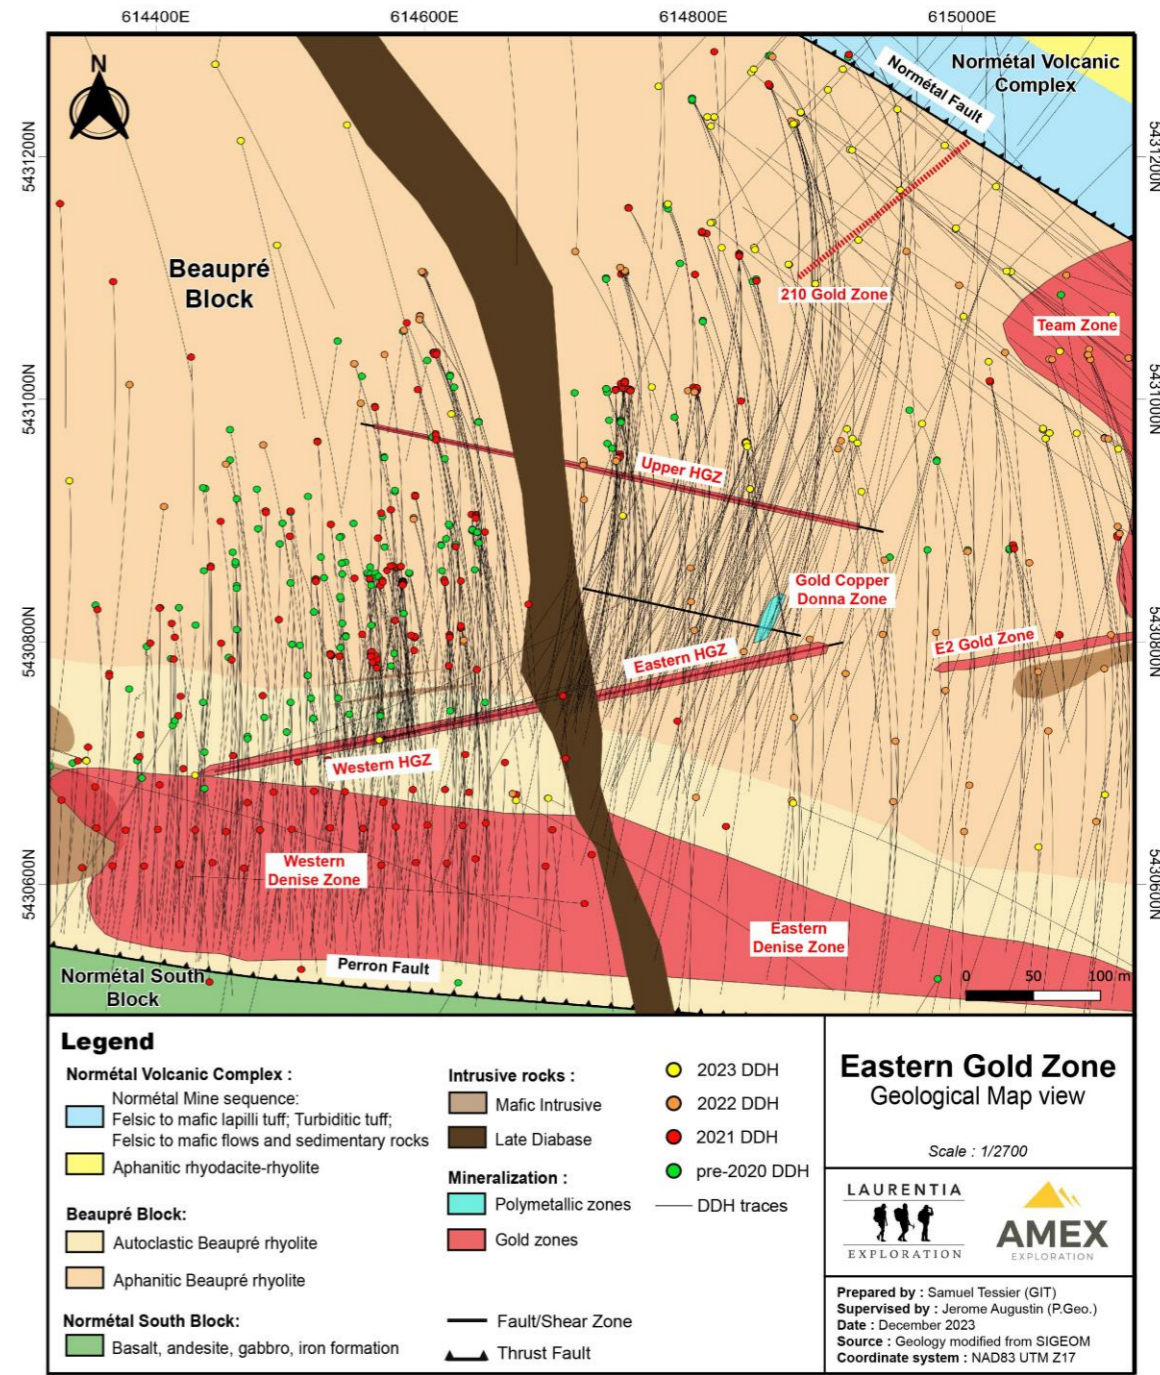 614400E
614600E
614800E
615000E
N
Normétal Volcanic
Complex
Normétal Fault
5431200N
5431200N
Beaupré
Block
210 Gold Zone
Team Zone
5431000N
5431000N
Upper HGZ
Gold Copper
Donna Zone
5430800N
5430800N
Eastern HGZ
E2 Gold Zone
Western HGZ
Western
Denise Zone
5430600N
5430600N
Eastern
Denise Zone
Perron Fault
Normétal South
Block
0 50 100 m
Legend
Normétal Volcanic Complex :
Normétal Mine sequence:
Felsic to mafic lapilli tuff; Turbiditic tuff;
Felsic to mafic flows and sedimentary rocks
Aphanitic rhyodacite-rhyolite
Beaupré Block:
Autoclastic Beaupré rhyolite
Aphanitic Beaupré rhyolite
Normétal South Block:
Basalt, andesite, gabbro, iron formation
Intrusive rocks :
Mafic Intrusive
Late Diabase
Mineralization :
Polymetallic zones
Gold zones
Fault/Shear Zone
Thrust Fault
2023 DDH
2022 DDH
2021 DDH
pre-2020 DDH
DDH traces
Eastern Gold Zone
Geological Map view
Scale : 1/2700
LAURENTIA
EXPLORATION
AMEX
EXPLORATION
Prepared by : Samuel Tessier (GIT)
Supervised by : Jerome Augustin (P.Geo.)
Date : December 2023
Source : Geology modified from SIGEOM
Coordinate system : NAD83 UTM Z17